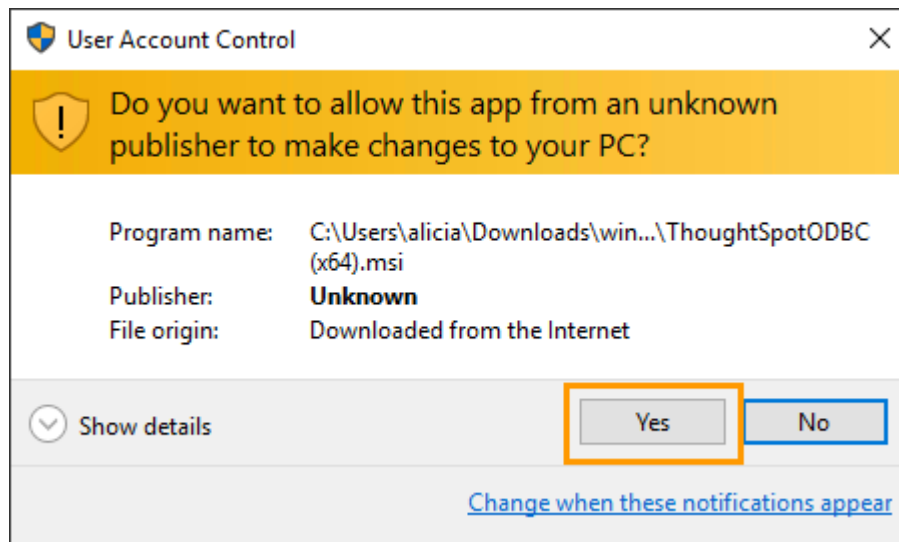 User Account Control
Do you want to allow this app from an unknown
publisher to make changes to your PC?
Program name: C:\Users\alicia\Downloads\win...\ThoughtSpotODBC
(x64).msi
Publisher: Unknown
File origin: Downloaded from the Internet
Show details Yes No
Change when these notifications appear